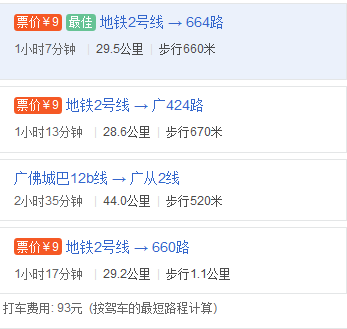 票价¥9 最佳 地铁2号线 → 664路
1小时7分钟 | 29.5公里 | 步行660米
票价¥9 地铁2号线 → 广424路
1小时13分钟 | 28.6公里 | 步行670米
广佛城巴12b线 → 广从2线
2小时35分钟 | 44.0公里 | 步行520米
票价¥9 地铁2号线 → 660路
1小时17分钟 | 29.2公里 | 步行1.1公里
打车费用: 93元 (按驾车的最短路程计算)